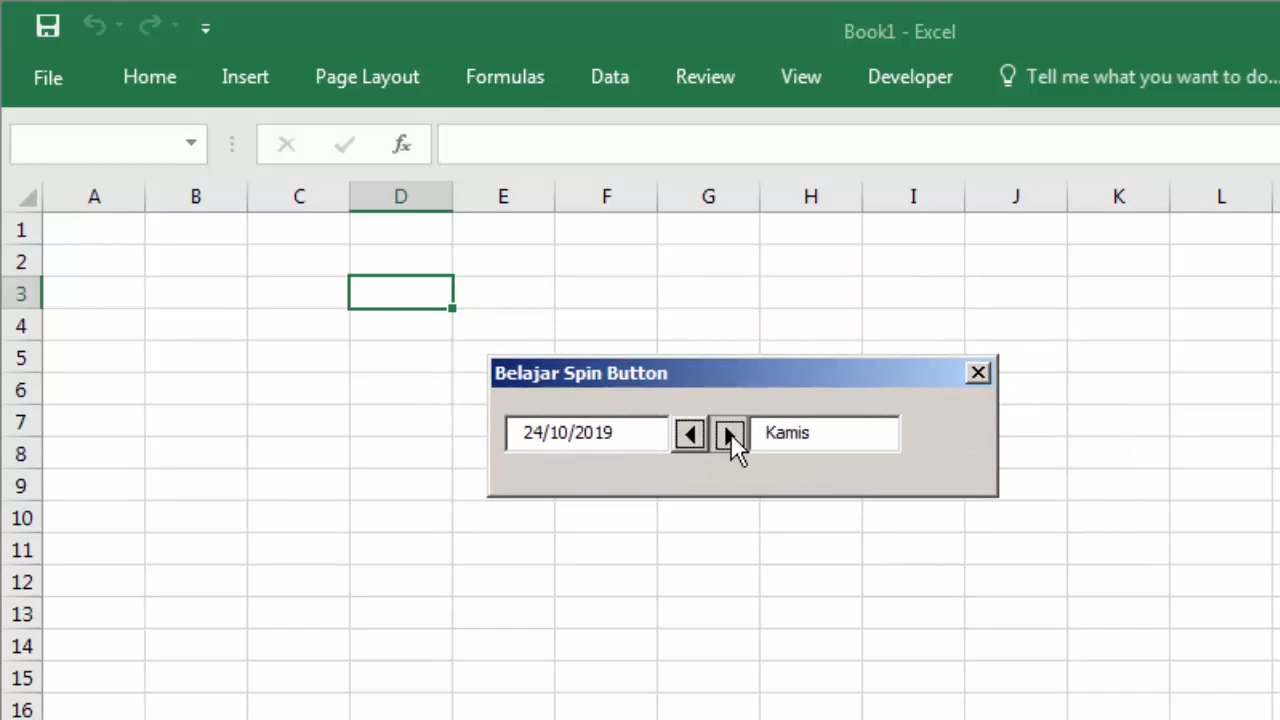 Book1 - Excel
File Home Insert Page Layout Formulas Data Review View Developer Tell me what you want to do...
fx
A B C D E F G H I J K L
1
2
3
4
5
Belajar Spin Button
6
7
24/10/2019 Kamis
8
9
10
11
12
13
14
15
16